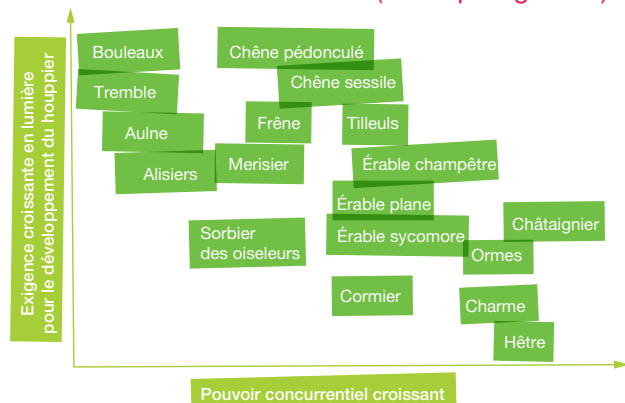 Exigence croissante en lumière
pour le développement du houppier
Bouleaux
Chêne pédonculé
Chêne sessile
Tremble
Frêne
Tilleuls
Aulne
Alisiers
Merisier
Érable champêtre
Érable plane
Sorbier
des oiseleurs
Érable sycomore
Châtaignier
Ormes
Cormier
Charme
Hêtre
Pouvoir concurrentiel croissant